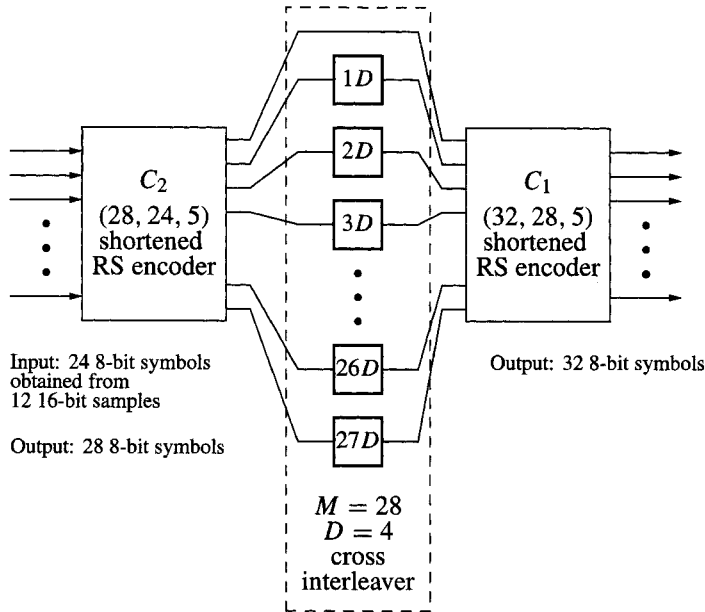 1D
2D
3D
26D
27D
C₂
(28, 24, 5)
shortened
RS encoder
C₁
(32, 28, 5)
shortened
RS encoder
Input: 24 8-bit symbols
obtained from
12 16-bit samples
Output: 28 8-bit symbols
Output: 32 8-bit symbols
M = 28
D = 4
cross
interleaver